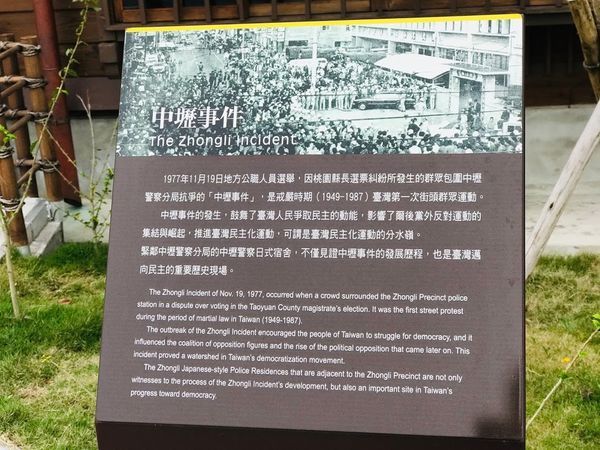 中壢事件
The Zhongli Incident
1977年11月19日地方公職人員選舉，因桃園縣長選票糾紛所發生的群眾包圍中壢
警察分局抗爭的「中壢事件」，是戒嚴時期（1949-1987）臺灣第一次街頭群眾運動。
中壢事件的發生，鼓舞了臺灣人民爭取民主的動能，影響了爾後黨外反對運動的
集結與崛起，推進臺灣民主化運動，可謂是臺灣民主化運動的分水嶺。
緊鄰中壢警察分局的中壢警察日式宿舍，不僅見證中壢事件的發展歷程，也是臺灣邁
向民主的重要歷史現場。
The Zhongli Incident of Nov. 19, 1977, occurred when a crowd surrounded the Zhongli Precinct police
station in a dispute over voting in the Taoyuan County magistrate's election. It was the first street protest
during the period of martial law in Taiwan (1949-1987).
The outbreak of the Zhongli Incident encouraged the people of Taiwan to struggle for democracy, and it
influenced the coalition of opposition figures and the rise of the political opposition that came later on. This
incident proved a watershed in Taiwan's democratization movement.
The Zhongli Japanese-style Police Residences that are adjacent to the Zhongli Precinct are not only
witnesses to the process of the Zhongli Incident's development, but also an important site in Taiwan's
progress toward democracy.